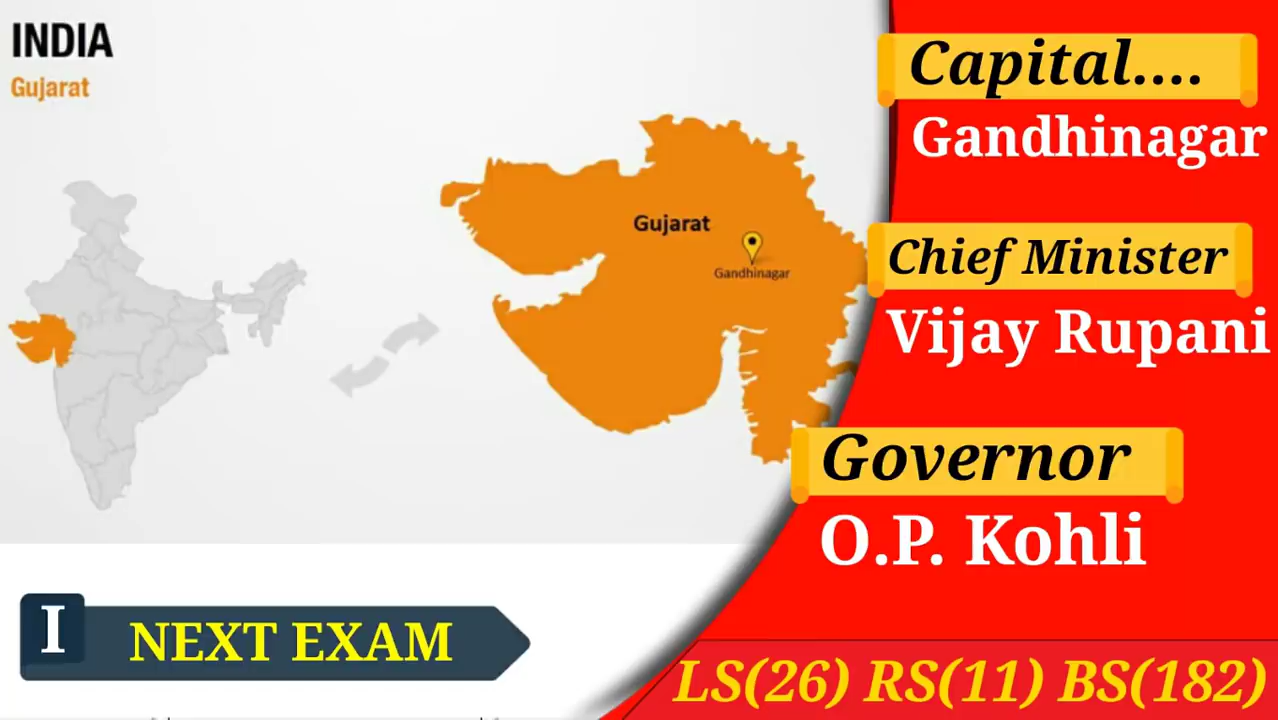 INDIA
Gujarat
Gujarat
Gandhinagar
Capital....
Gandhinagar
Chief Minister
Vijay Rupani
Governor
O.P. Kohli
I
NEXT EXAM
LS(26) RS(11) BS(182)